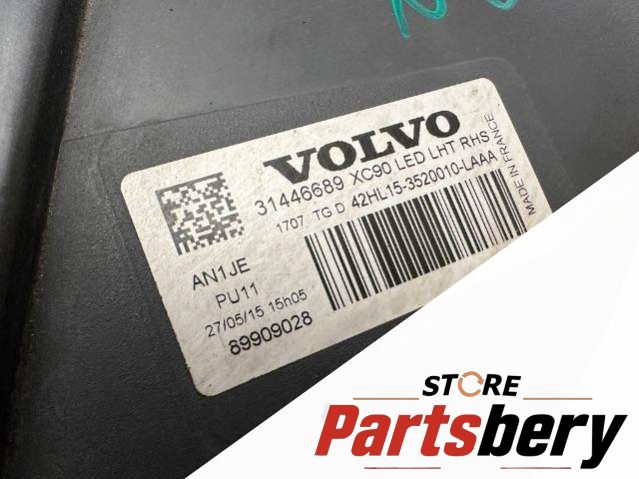 VOLVO
31446689 XC90 LED LHT RHS
1707 TG D 42HL15-3520010-LAAA
MADE IN FRANCE
AN1JE
PU11
27/05/15 15h05
89909028
STORE
Partsbery